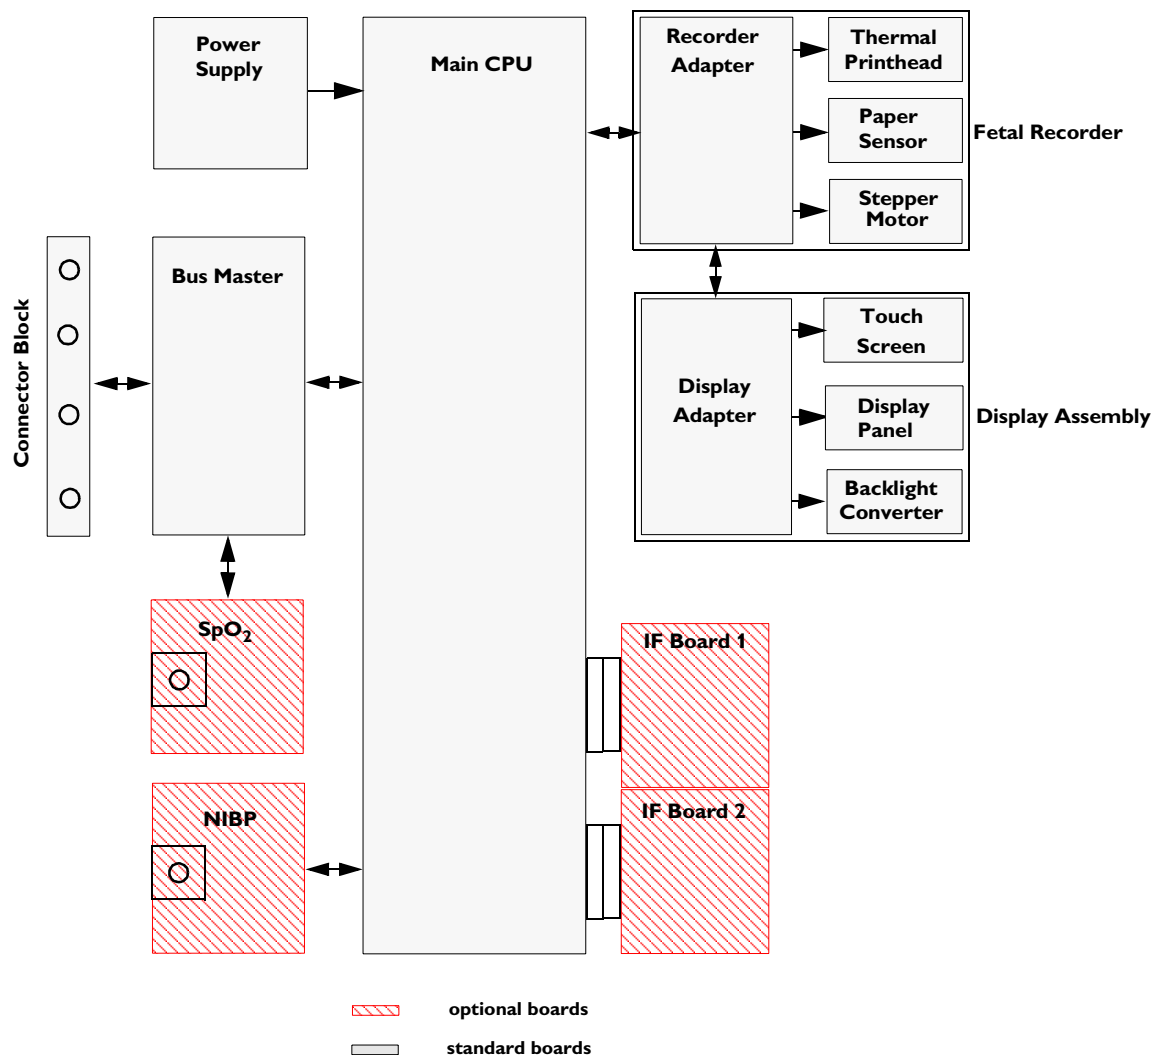 Power
Supply
Main CPU
Recorder
Adapter
Thermal
Printhead
Paper
Sensor
Stepper
Motor
Fetal Recorder
Connector Block
Bus Master
Display
Adapter
Touch
Screen
Display
Panel
Backlight
Converter
Display Assembly
SpO2
NIBP
IF Board 1
IF Board 2
optional boards
standard boards